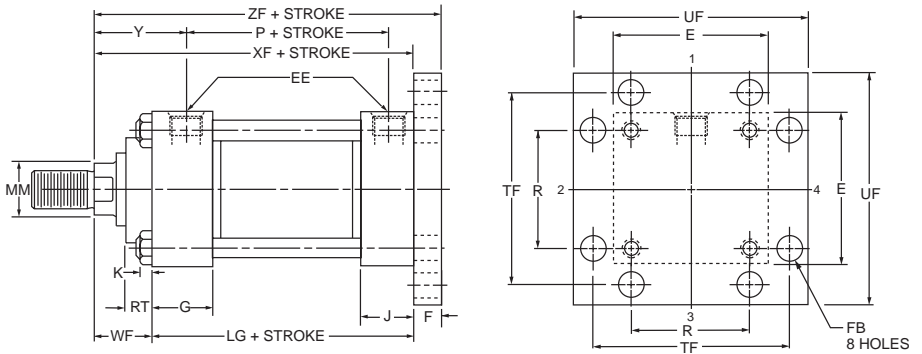 ZF + STROKE
Y
P + STROKE
XF + STROKE
EE
MM
K
RT
G
J
F
WF
LG + STROKE
UF
E
1
TF
R
2
4
E
UF
3
R
TF
FB
8 HOLES